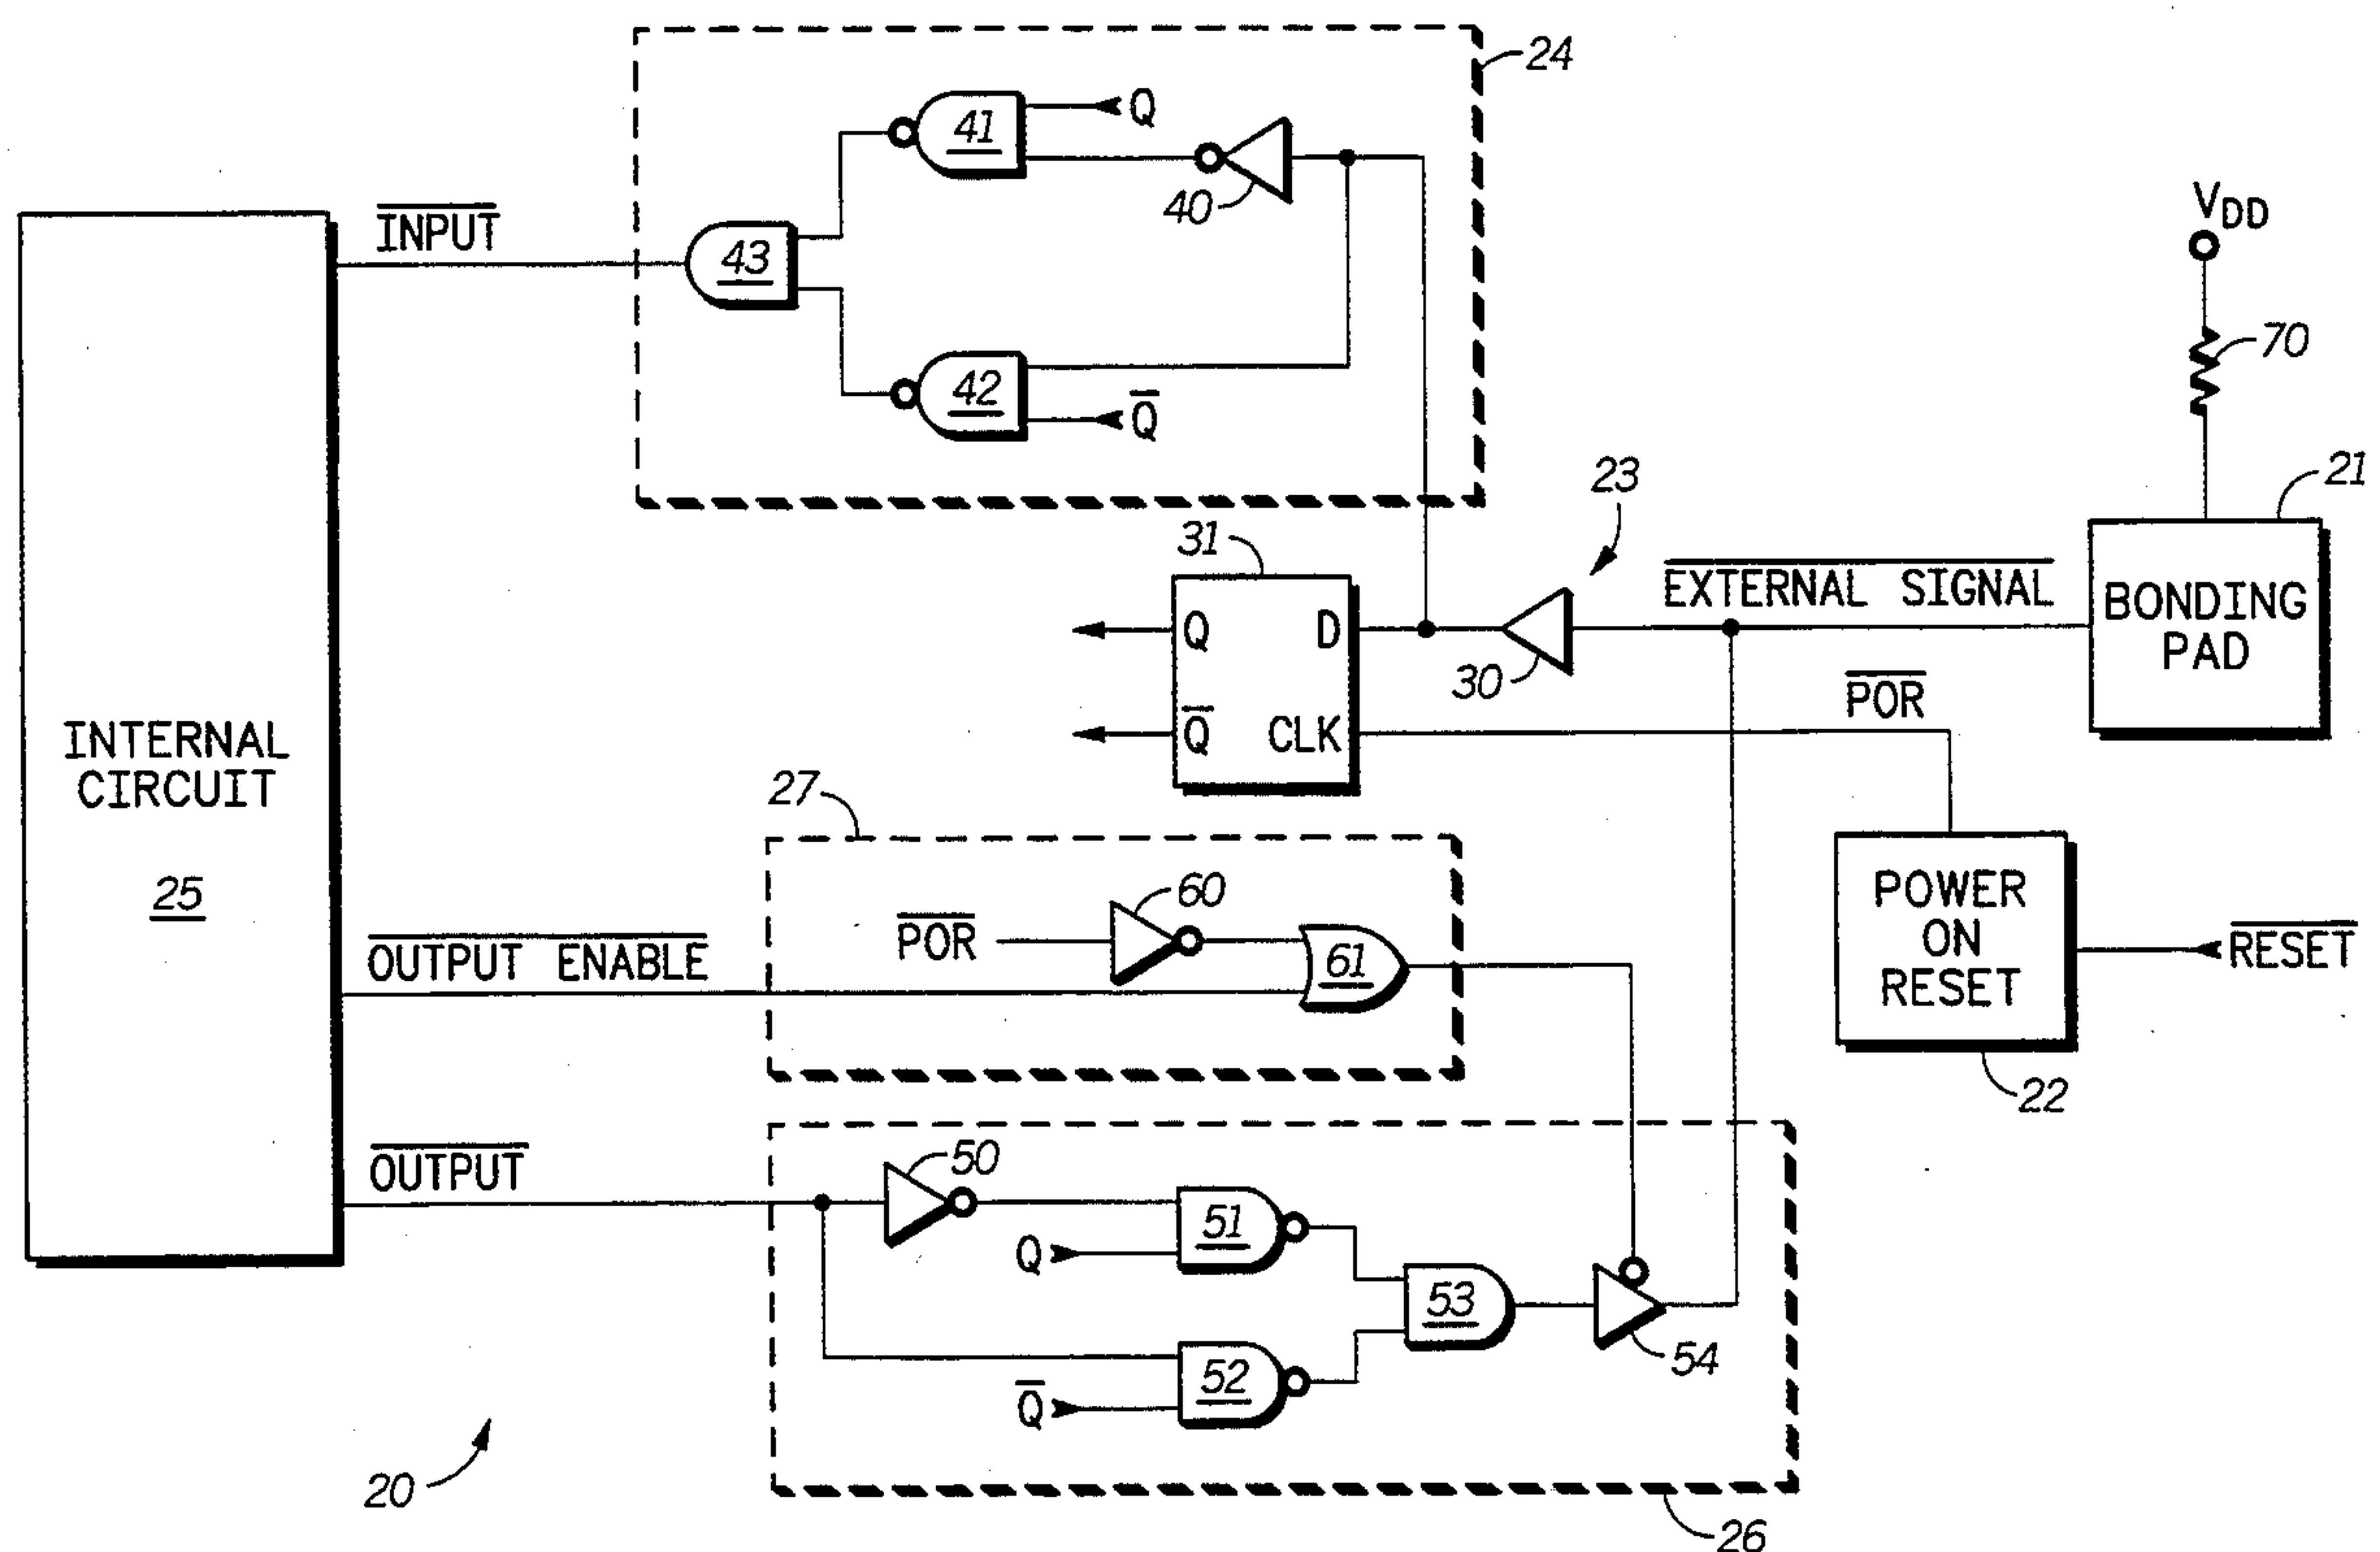 24
41
Q
40
INPUT
43
V_DD
70
42
Q̅
21
23
31
EXTERNAL SIGNAL
BONDING
PAD
Q
D
30
POR
Q̅
CLK
INTERNAL
CIRCUIT
25
27
60
POR
61
POWER
ON
RESET
RESET
OUTPUT ENABLE
22
OUTPUT
50
51
Q
53
52
54
Q̅
20
26